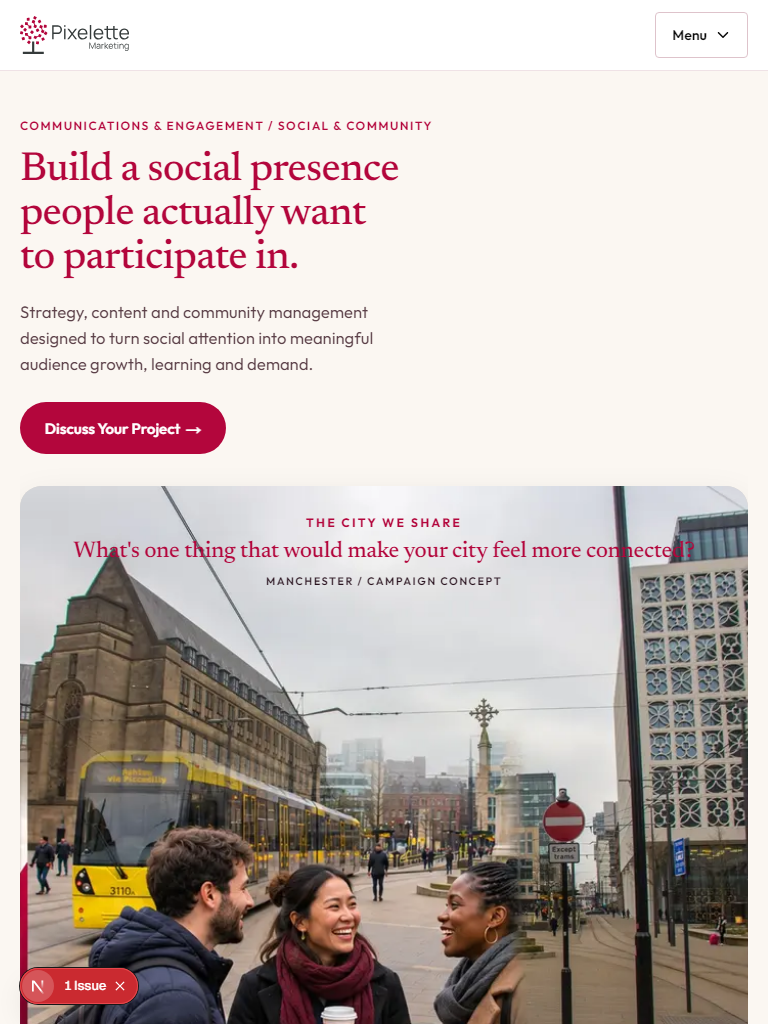 Pixelette
Marketing
Menu
COMMUNICATIONS & ENGAGEMENT / SOCIAL & COMMUNITY
Build a social presence
people actually want
to participate in.
Strategy, content and community management
designed to turn social attention into meaningful
audience growth, learning and demand.
Discuss Your Project →
THE CITY WE SHARE
What's one thing that would make your city feel more connected?
MANCHESTER / CAMPAIGN CONCEPT
Ashton
via Piccadilly
3110
Except
trams
N
1 Issue